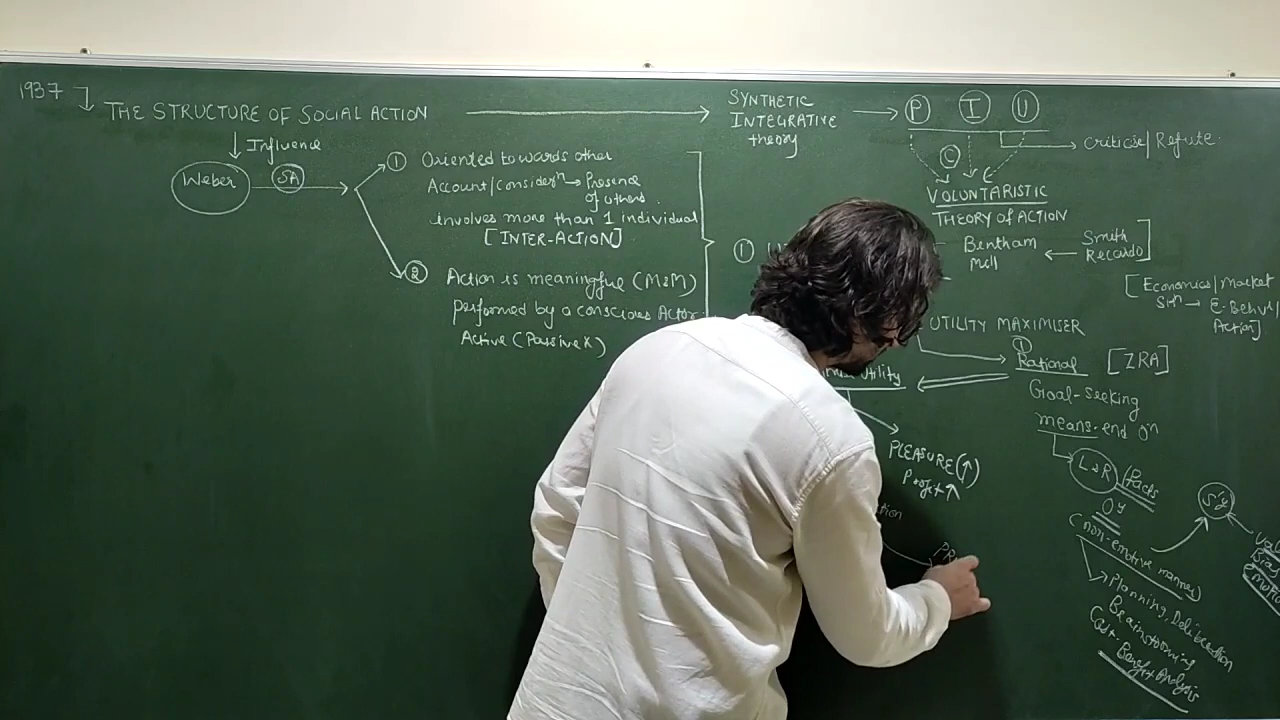 1937
THE STRUCTURE OF SOCIAL ACTION
Influence
Weber
SA
① Oriented towards other
Account/Considerⁿ → Presence
of others
involves more than 1 individual
[INTER-ACTION]
② Action is meaningful (M2M)
performed by a conscious Actor
Active (Passive X)
SYNTHETIC
INTEGRATIVE
theory
P I U
Criticise/Refute
C
VOLUNTARISTIC
THEORY OF ACTION
①
Bentham
Mill
Smith
Recardo
[Economics/Market
Sitⁿ → E-Behvl/
Action]
UTILITY MAXIMISER
①
Rational [ZRA]
Utility
Goal-seeking
means-end
PLEASURE (↑)
Profit ↑
L&R /Facts
Oy
(non-emotive manner)
Sy
Planning, Deliberation
Brainstorming
Cost-Benefit Analysis